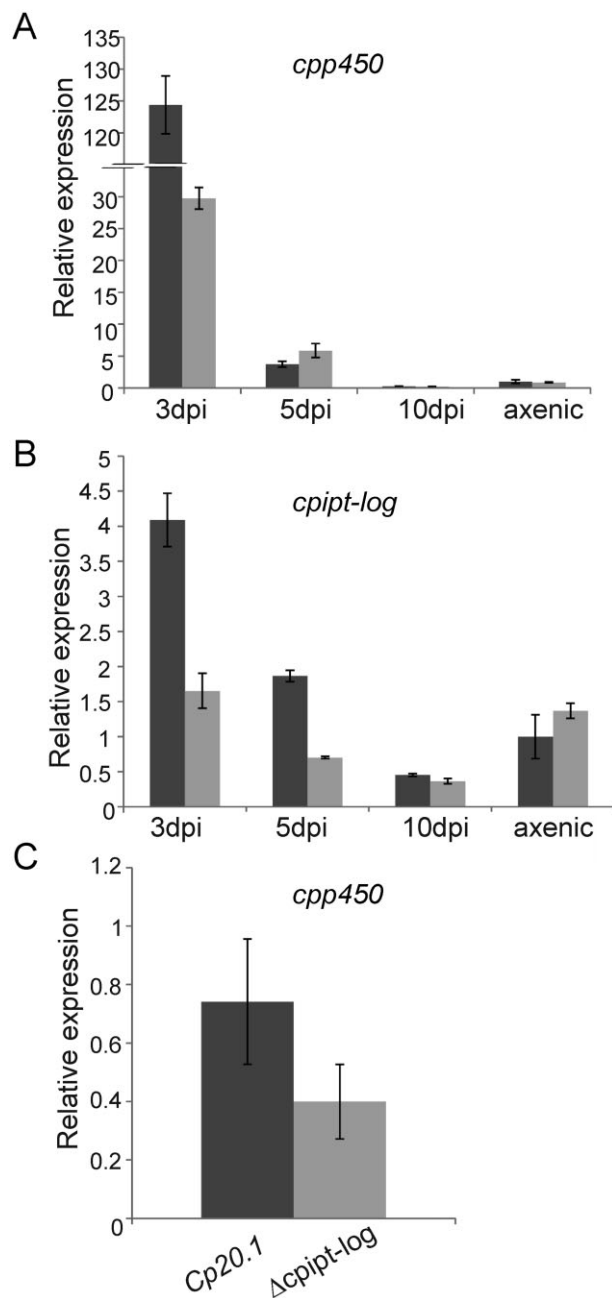 A
cpp450
Relative expression
135
130
125
120
30
25
20
15
10
5
0
3dpi 5dpi 10dpi axenic
B
cpipt-log
Relative expression
5
4.5
4
3.5
3
2.5
2
1.5
1
0.5
0
3dpi 5dpi 10dpi axenic
C
cpp450
Relative expression
1.2
1
0.8
0.6
0.4
0.2
0
Cp20.1 Δcpipt-log